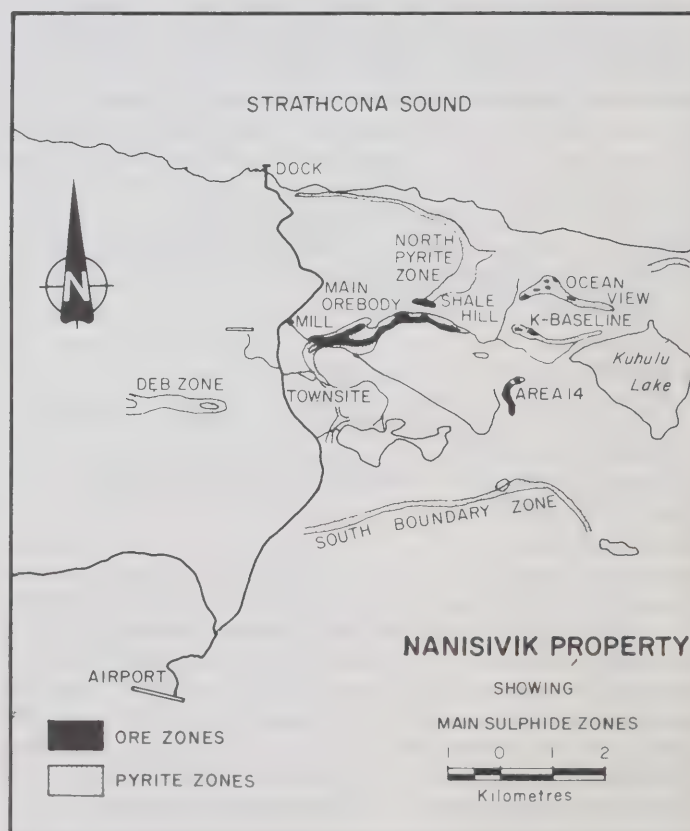 STRATHCONA SOUND
DOCK
NORTH
PYRITE
ZONE
OCEAN
VIEW
MAIN
OREBODY
SHALE
HILL
K-BASELINE
MILL
Kuhulu
Lake
N
DEB ZONE
TOWNSITE
AREA 14
SOUTH BOUNDARY ZONE
NANISIVIK PROPERTY
SHOWING
MAIN SULPHIDE ZONES
1 0 1 2
Kilometres
AIRPORT
ORE ZONES
PYRITE ZONES